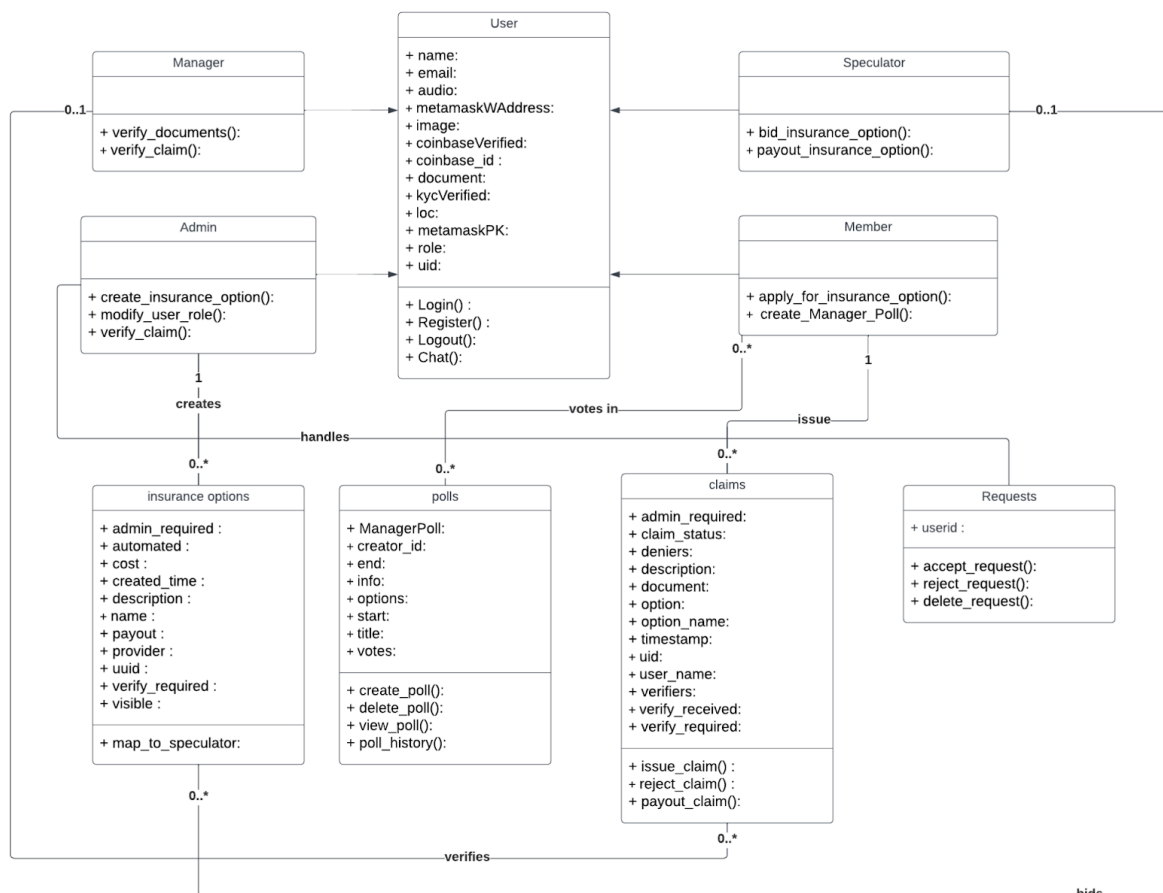 User
+ name:
+ email:
+ audio:
+ metamaskWAddress:
+ image:
+ coinbaseVerified:
+ coinbase_id :
+ document:
+ kycVerified:
+ loc:
+ metamaskPK:
+ role:
+ uid:
+ Login() :
+ Register() :
+ Logout():
+ Chat():
Manager
+ verify_documents():
+ verify_claim():
0..1
Speculator
+ bid_insurance_option():
+ payout_insurance_option():
0..1
Admin
+ create_insurance_option():
+ modify_user_role():
+ verify_claim():
Member
+ apply_for_insurance_option():
+ create_Manager_Poll():
1
creates
0..*
handles
0..*
votes in
0..*
1
issue
0..*
insurance options
+ admin_required :
+ automated :
+ cost :
+ created_time :
+ description :
+ name :
+ payout :
+ provider :
+ uuid :
+ verify_required :
+ visible :
+ map_to_speculator:
0..*
polls
+ ManagerPoll:
+ creator_id:
+ end:
+ info:
+ options:
+ start:
+ title:
+ votes:
+ create_poll():
+ delete_poll():
+ view_poll():
+ poll_history():
claims
+ admin_required:
+ claim_status:
+ deniers:
+ description:
+ document:
+ option:
+ option_name:
+ timestamp:
+ uid:
+ user_name:
+ verifiers:
+ verify_received:
+ verify_required:
+ issue_claim() :
+ reject_claim() :
+ payout_claim():
0..*
Requests
+ userid :
+ accept_request():
+ reject_request():
+ delete_request():
verifies